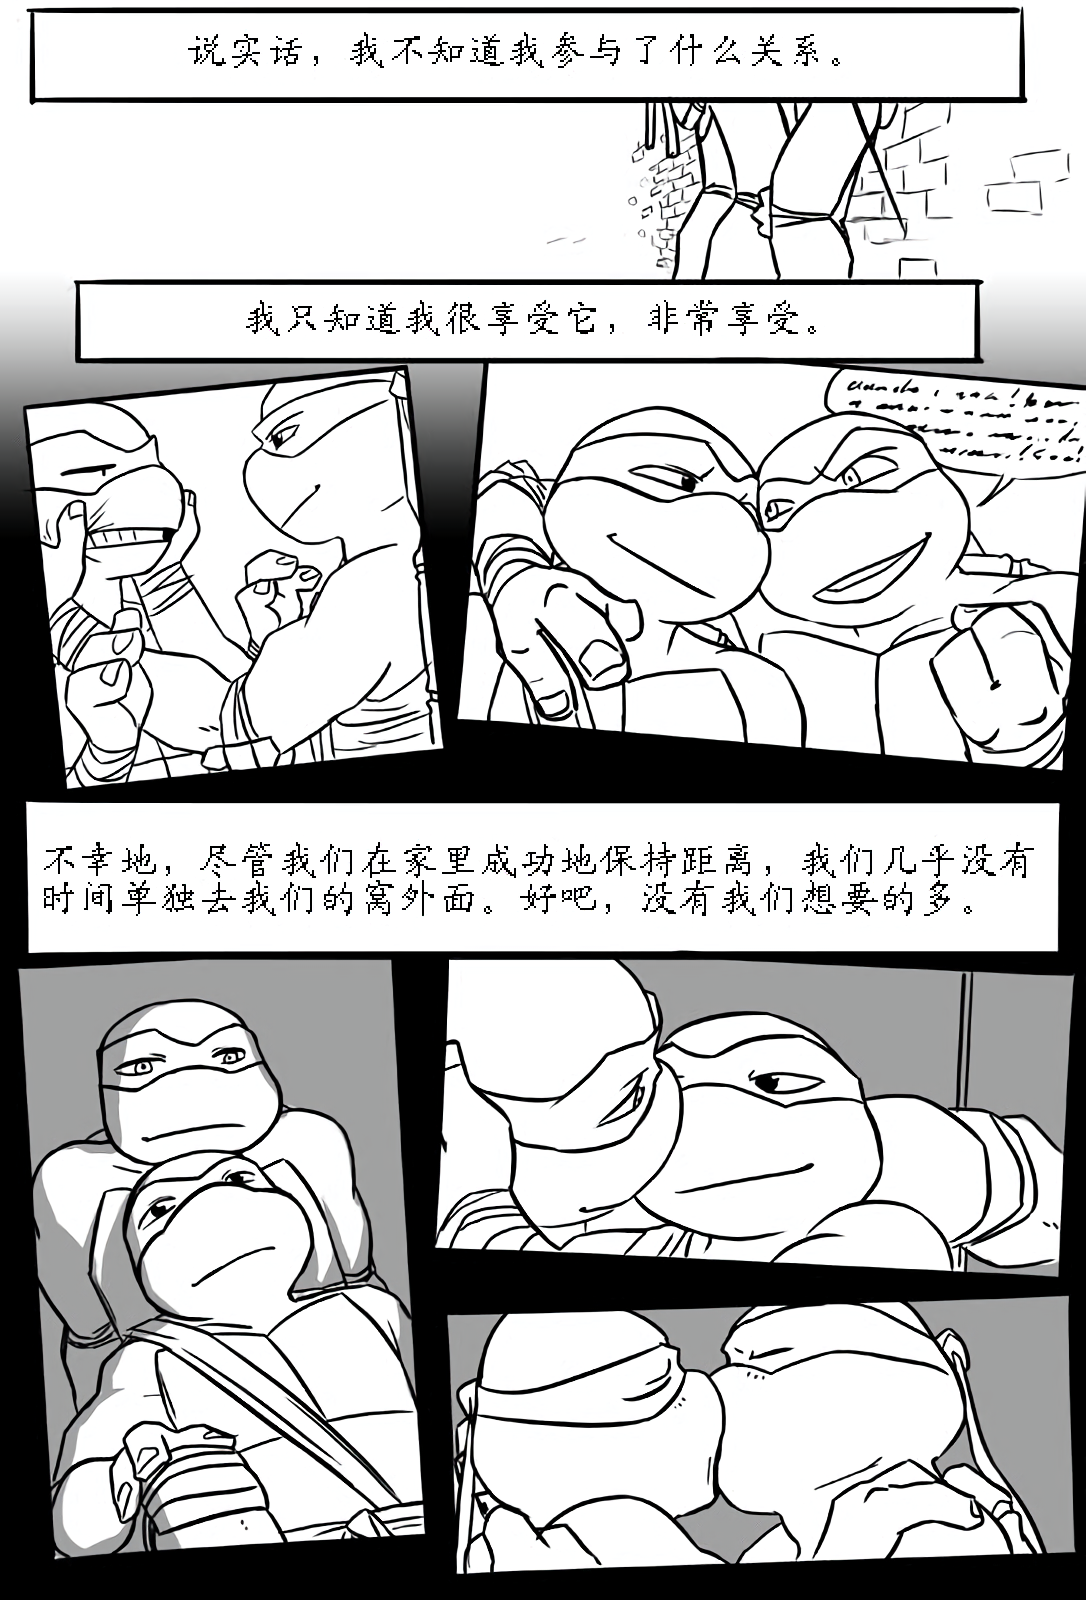 说实话，我不知道我参与了什么关系。
我只知道我很享受它，非常享受。
不幸地，尽管我们在家里成功地保持距离，我们几乎没有
时间单独去我们的窝外面。好吧，没有我们想要的多。